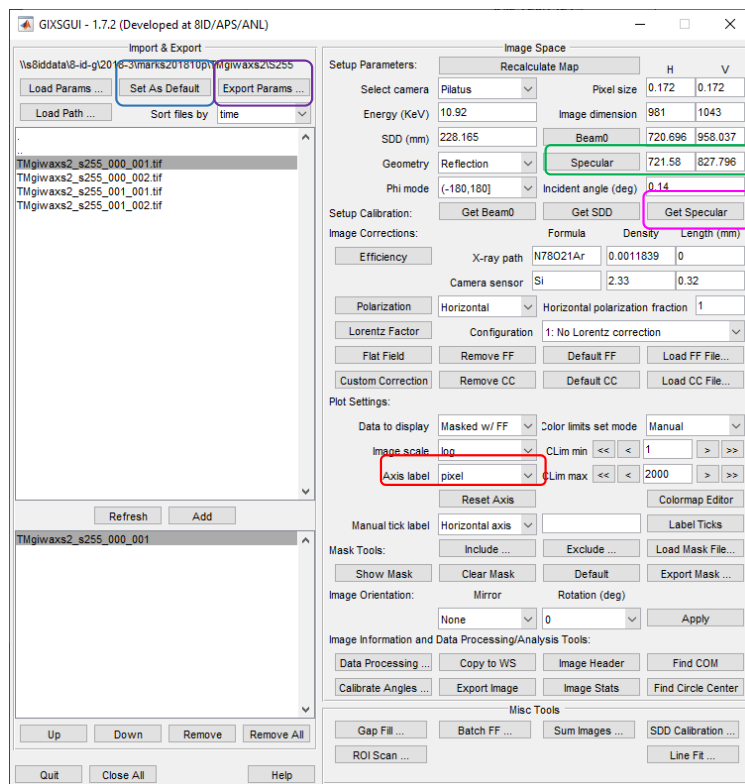 GIXSGUI - 1.7.2 (Developed at 8ID/APS/ANL)
Import & Export
\\s8iddata\8-id-g\2018-3\marks201810p\TMgiwaxs2\S255
Load Params ... Set As Default Export Params ...
Load Path ... Sort files by time
.
..
TMgiwaxs2_s255_000_001.tif
TMgiwaxs2_s255_000_002.tif
TMgiwaxs2_s255_001_001.tif
TMgiwaxs2_s255_001_002.tif
Refresh Add
TMgiwaxs2_s255_000_001
Up Down Remove Remove All
Quit Close All Help
Image Space
Setup Parameters: Recalculate Map H V
Select camera Pilatus Pixel size 0.172 0.172
Energy (KeV) 10.92 Image dimension 981 1043
SDD (mm) 228.165 Beam0 720.696 958.037
Geometry Reflection Specular 721.58 827.796
Phi mode (-180,180] Incident angle (deg) 0.14
Setup Calibration: Get Beam0 Get SDD Get Specular
Image Corrections: Formula Density Length (mm)
Efficiency X-ray path N78O21Ar 0.0011839 0
Camera sensor Si 2.33 0.32
Polarization Horizontal Horizontal polarization fraction 1
Lorentz Factor Configuration 1: No Lorentz correction
Flat Field Remove FF Default FF Load FF File...
Custom Correction Remove CC Default CC Load CC File...
Plot Settings:
Data to display Masked w/ FF Color limits set mode Manual
Image scale log CLim min << < 1 > >>
Axis label pixel CLim max << < 2000 > >>
Reset Axis Colormap Editor
Manual tick label Horizontal axis Label Ticks
Mask Tools: Include ... Exclude ... Load Mask File...
Show Mask Clear Mask Default Export Mask ...
Image Orientation: Mirror Rotation (deg)
None 0 Apply
Image Information and Data Processing/Analysis Tools:
Data Processing ... Copy to WS Image Header Find COM
Calibrate Angles ... Export Image Image Stats Find Circle Center
Misc Tools
Gap Fill ... Batch FF ... Sum Images ... SDD Calibration ...
ROI Scan ... Line Fit ...